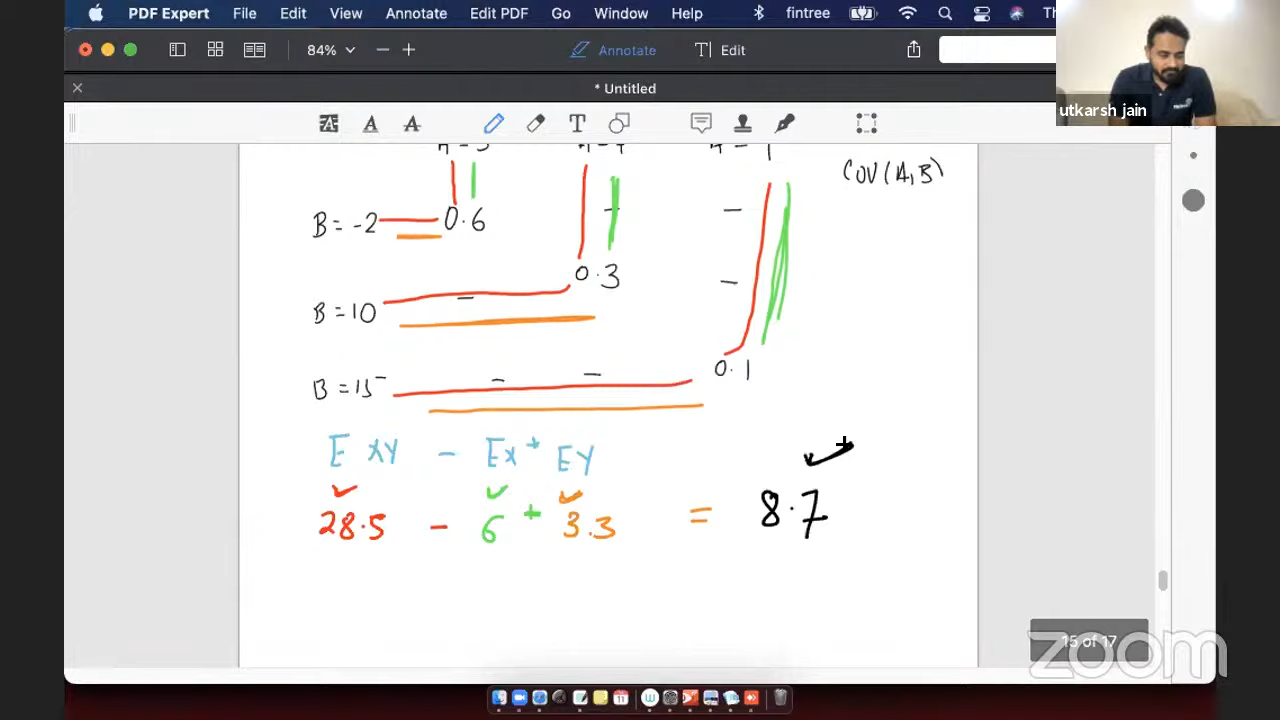 PDF Expert File Edit View Annotate Edit PDF Go Window Help fintree
84% Annotate T Edit
utkarsh jain
* Untitled
COV(A,B)
B = -2 0.6
B = 10 - 0.3
B = 15 - - 0.1
E XY - EX * EY
28.5 - 6 * 3.3 = 8.7
15 of 17
zoom